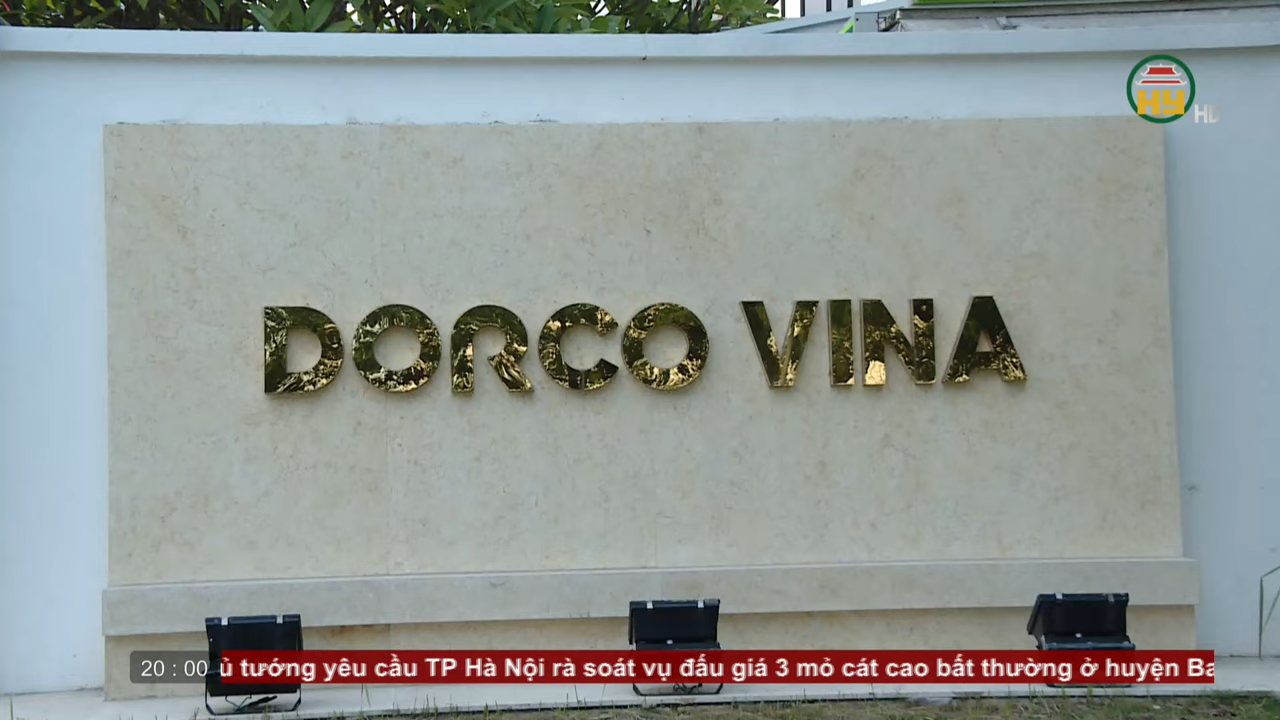 HY HD
DORCO VINA
20 : 00 tướng yêu cầu TP Hà Nội rà soát vụ đấu giá 3 mỏ cát cao bất thường ở huyện